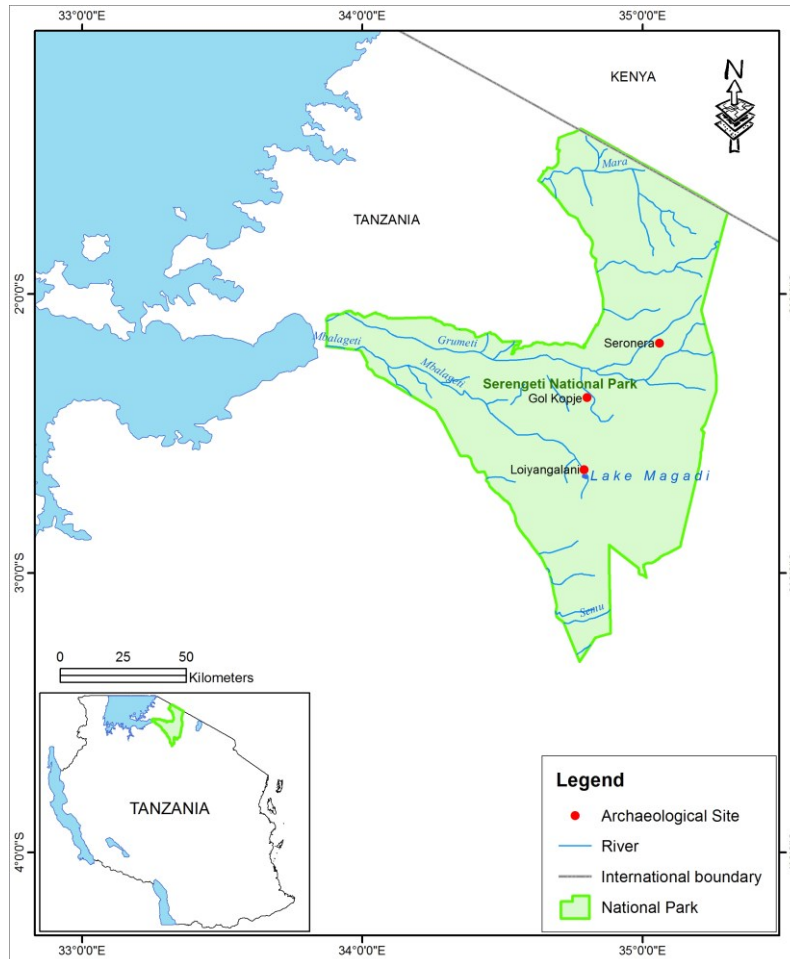 33°0'0"E
34°0'0"E
35°0'0"E
KENYA
N
Mara
TANZANIA
2°0'0"S
Seronera
Mbalageti
Grumeti
Mbalageti
Serengeti National Park
Gol Kopje
Loiyangalani
Lake Magadi
3°0'0"S
Semu
0 25 50
Kilometers
TANZANIA
Legend
Archaeological Site
River
International boundary
National Park
4°0'0"S
33°0'0"E
34°0'0"E
35°0'0"E